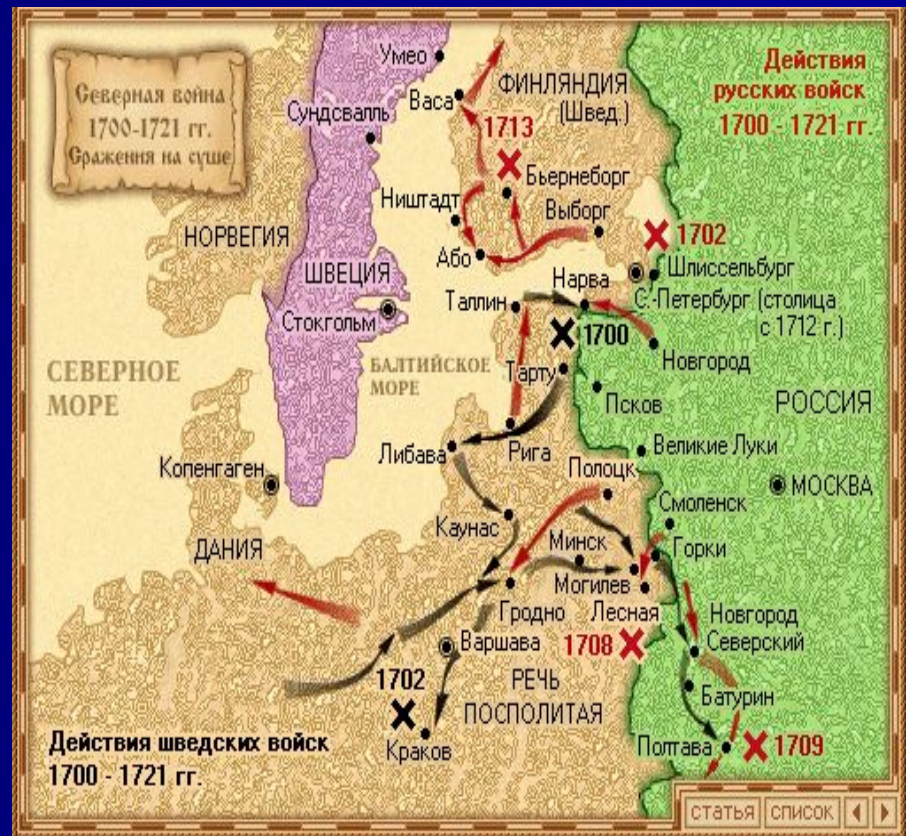 Северная война
1700-1721 гг.
Сражения на суше
Действия
русских войск
1700 - 1721 гг.
Умео
ФИНЛЯНДИЯ
(Швед.)
Васа
Сундсвалль
1713
Бьернеборг
Ништадт
Выборг
1702
НОРВЕГИЯ
Або
Шлиссельбург
ШВЕЦИЯ
Нарва
С.-Петербург (столица
с 1712 г.)
Таллин
Стокгольм
1700
Новгород
СЕВЕРНОЕ
МОРЕ
БАЛТИЙСКОЕ
МОРЕ
Тарту
Псков
РОССИЯ
Либава
Рига
Великие Луки
Копенгаген
Полоцк
МОСКВА
Смоленск
Каунас
ДАНИЯ
Минск
Горки
Могилев
Гродно
Лесная
Новгород
Северский
Варшава
1708
1702
РЕЧЬ
ПОСПОЛИТАЯ
Батурин
Краков
Полтава
1709
Действия шведских войск
1700 - 1721 гг.
статья
список